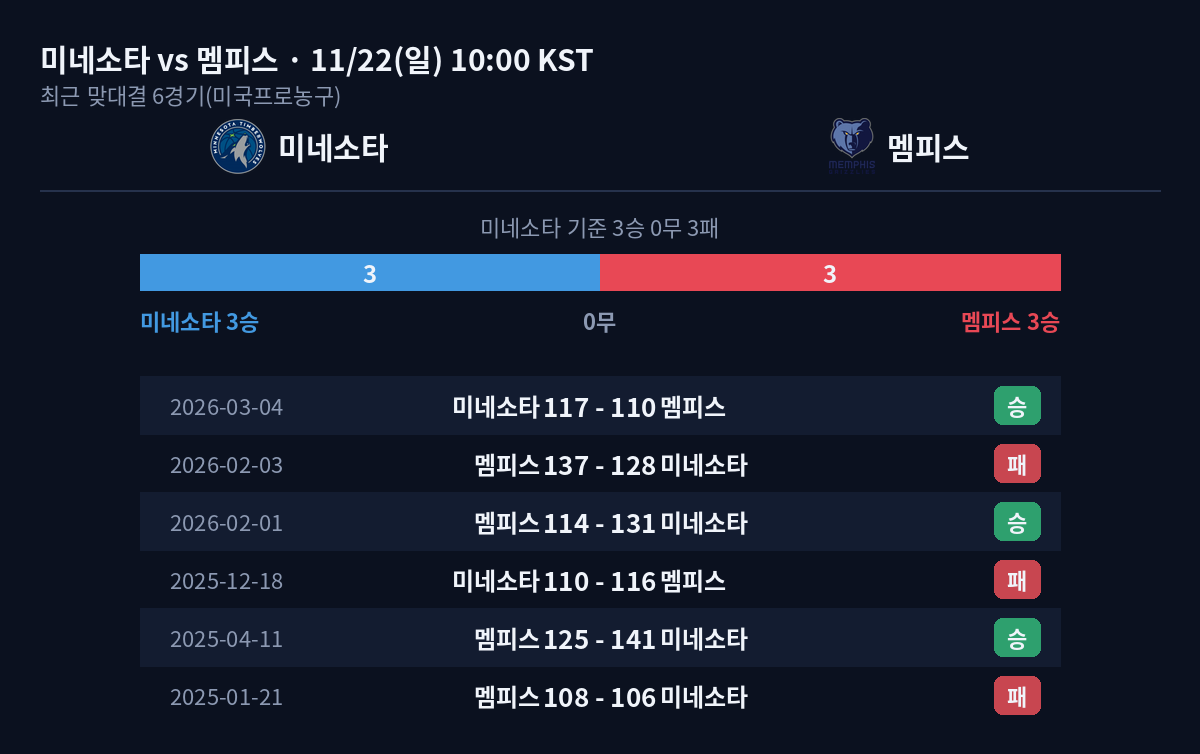 미네소타 vs 멤피스 · 11/22(일) 10:00 KST
최근 맞대결 6경기(미국프로농구)
MINNESOTA TIMBERWOLVES 미네소타
MEMPHIS 멤피스
미네소타 기준 3승 0무 3패
3 3
미네소타 3승 0무 멤피스 3승
2026-03-04 미네소타 117 - 110 멤피스 승
2026-02-03 멤피스 137 - 128 미네소타 패
2026-02-01 멤피스 114 - 131 미네소타 승
2025-12-18 미네소타 110 - 116 멤피스 패
2025-04-11 멤피스 125 - 141 미네소타 승
2025-01-21 멤피스 108 - 106 미네소타 패